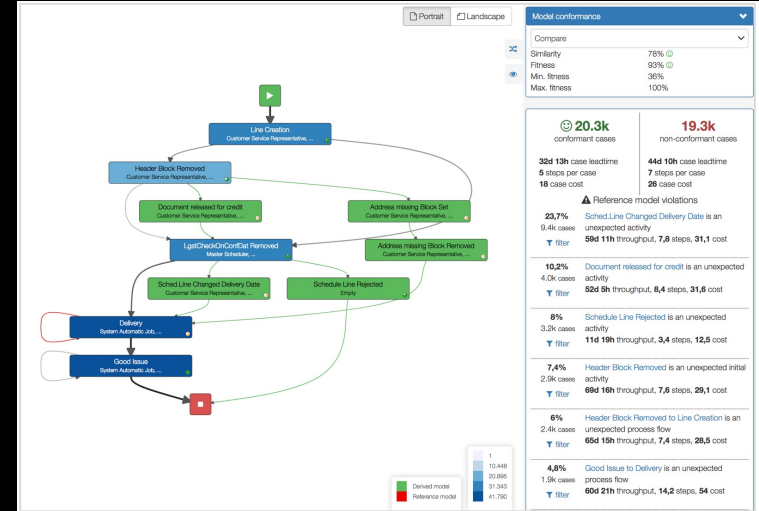 Portrait
Landscape
Line Creation
Customer Service Representative, ...
Header Block Removed
Customer Service Representative, ...
Document released for credit
Customer Service Representative, ...
Address missing Block Set
Customer Service Representative, ...
LgstCheckOnConfDat Removed
Master Scheduler, ...
Address missing Block Removed
Customer Service Representative, ...
Sched.Line Changed Delivery Date
Customer Service Representative, ...
Schedule Line Rejected
Empty
Delivery
System Automatic Job, ...
Good Issue
System Automatic Job, ...
Derived model
Reference model
1
10.448
20.895
31.343
41.790
Model conformance
Compare
Similarity 78%
Fitness 93%
Min. fitness 36%
Max. fitness 100%
20.3k
conformant cases
19.3k
non-conformant cases
32d 13h case leadtime
5 steps per case
18 case cost
44d 10h case leadtime
7 steps per case
26 case cost
Reference model violations
23,7% Sched.Line Changed Delivery Date is an
9.4k cases unexpected activity
filter 59d 11h throughput, 7,8 steps, 31,1 cost
10,2% Document released for credit is an unexpected
4.0k cases activity
filter 52d 5h throughput, 8,4 steps, 31,6 cost
8% Schedule Line Rejected is an unexpected
3.2k cases activity
filter 11d 19h throughput, 3,4 steps, 12,5 cost
7,4% Header Block Removed is an unexpected initial
2.9k cases activity
filter 69d 16h throughput, 7,6 steps, 29,1 cost
6% Header Block Removed to Line Creation is an
2.4k cases unexpected process flow
filter 65d 15h throughput, 7,4 steps, 28,5 cost
4,8% Good Issue to Delivery is an unexpected
1.9k cases process flow
filter 60d 21h throughput, 14,2 steps, 54 cost